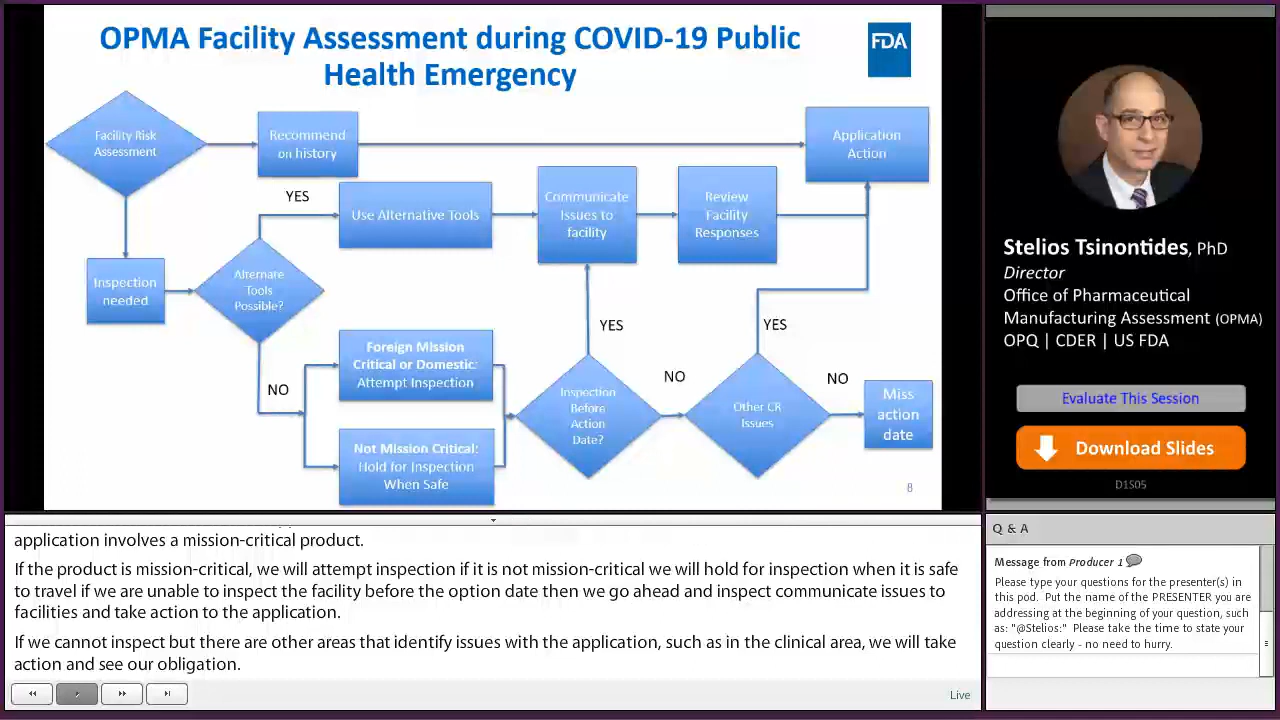 OPMA Facility Assessment during COVID-19 Public
Health Emergency
FDA
Facility Risk
Assessment
Recommend
on history
Application
Action
YES
Use Alternative Tools
Communicate
Issues to
facility
Review
Facility
Responses
Inspection
needed
Alternate
Tools
Possible?
NO
Foreign Mission
Critical or Domestic:
Attempt Inspection
Not Mission Critical:
Hold for Inspection
When Safe
YES
Inspection
Before
Action
Date?
NO
YES
Other CR
Issues
NO
Miss
action
date
8
Stelios Tsinontides, PhD
Director
Office of Pharmaceutical
Manufacturing Assessment (OPMA)
OPQ | CDER | US FDA
Evaluate This Session
Download Slides
D1S05
application involves a mission-critical product.
If the product is mission-critical, we will attempt inspection if it is not mission-critical we will hold for inspection when it is safe
to travel if we are unable to inspect the facility before the option date then we go ahead and inspect communicate issues to
facilities and take action to the application.
If we cannot inspect but there are other areas that identify issues with the application, such as in the clinical area, we will take
action and see our obligation.
Live
Q & A
Message from Producer 1
Please type your questions for the presenter(s) in
this pod. Put the name of the PRESENTER you are
addressing at the beginning of your question, such
as: "@Stelios:" Please take the time to state your
question clearly - no need to hurry.